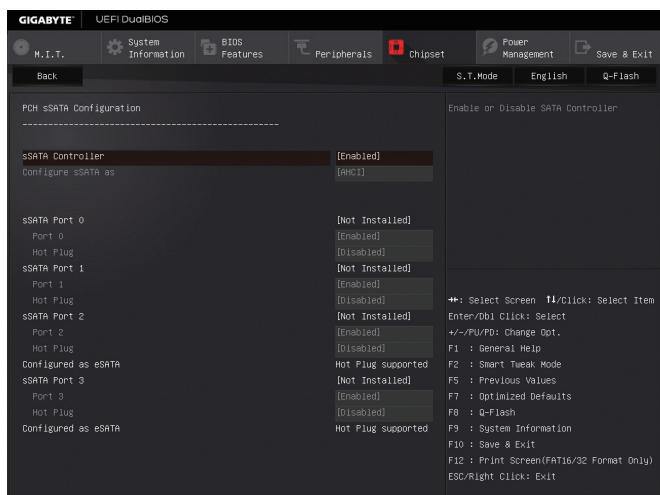 GIGABYTE™ UEFI DualBIOS
M.I.T. System Information BIOS Features Peripherals Chipset Power Management Save & Exit
Back S.T.Mode English Q-Flash
PCH sSATA Configuration
Enable or Disable SATA Controller
sSATA Controller [Enabled]
Configure sSATA as [AHCI]
sSATA Port 0 [Not Installed]
Port 0 [Enabled]
Hot Plug [Disabled]
sSATA Port 1 [Not Installed]
Port 1 [Enabled]
Hot Plug [Disabled]
sSATA Port 2 [Not Installed]
Port 2 [Enabled]
Hot Plug [Disabled]
Configured as eSATA Hot Plug supported
sSATA Port 3 [Not Installed]
Port 3 [Enabled]
Hot Plug [Disabled]
Configured as eSATA Hot Plug supported
→←: Select Screen ↑↓/Click: Select Item
Enter/Dbl Click: Select
+/-/PU/PD: Change Opt.
F1 : General Help
F2 : Smart Tweak Mode
F5 : Previous Values
F7 : Optimized Defaults
F8 : Q-Flash
F9 : System Information
F10 : Save & Exit
F12 : Print Screen(FAT16/32 Format Only)
ESC/Right Click: Exit